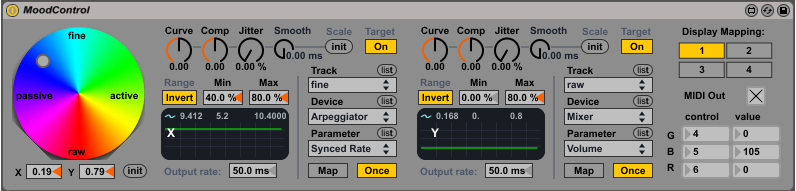 MoodControl
fine
passive
active
raw
X 0.19 Y 0.79 init
Curve Comp Jitter Smooth Scale Target
init On
0.00 0.00 0.00 % 0.00 ms
Range Min Max
Invert 40.0 % 80.0 %
9.412 5.2 10.4000
X
Output rate: 50.0 ms
Track list
fine
Device list
Arpeggiator
Parameter list
Synced Rate
Map Once
Curve Comp Jitter Smooth Scale Target
init On
0.00 0.00 0.00 % 0.00 ms
Range Min Max
Invert 0.00 % 80.0 %
0.168 0. 0.8
Y
Output rate: 50.0 ms
Track list
raw
Device list
Mixer
Parameter list
Volume
Map Once
Display Mapping:
1 2
3 4
MIDI Out
control value
G 4 0
B 5 105
R 6 0